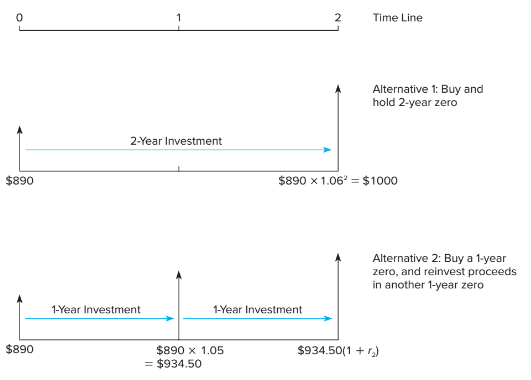 0 1 2 Time Line
Alternative 1: Buy and
hold 2-year zero
2-Year Investment
$890 $890 × 1.06² = $1000
Alternative 2: Buy a 1-year
zero, and reinvest proceeds
in another 1-year zero
1-Year Investment 1-Year Investment
$890 $890 × 1.05 $934.50(1 + r₂)
= $934.50